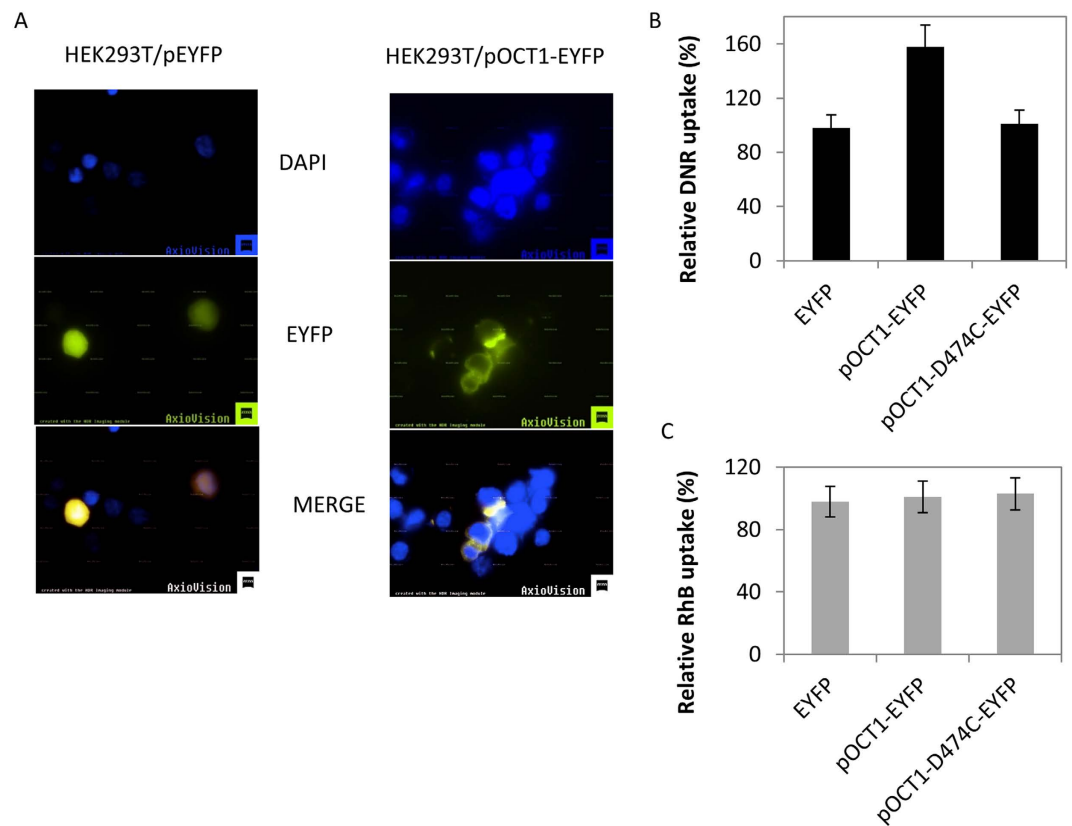 A
HEK293T/pEYFP
HEK293T/pOCT1-EYFP
DAPI
AxioVision
AxioVision
EYFP
created with the HDR Imaging module
AxioVision
created with the HDR Imaging module
AxioVision
MERGE
created with the HDR Imaging module
AxioVision
created with the HDR Imaging module
AxioVision
B
Relative DNR uptake (%)
160
120
80
40
0
EYFP
pOCT1-EYFP
pOCT1-D474C-EYFP
C
Relative RhB uptake (%)
120
80
40
0
EYFP
pOCT1-EYFP
pOCT1-D474C-EYFP